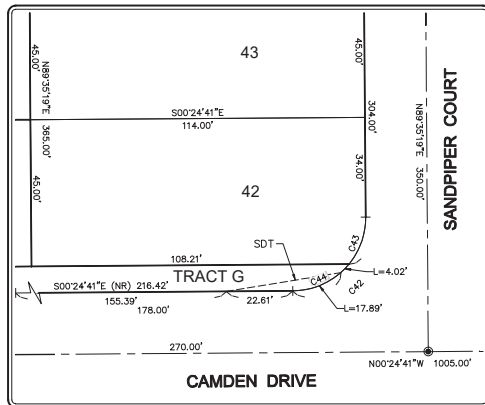 43
45.00'
N89°35'19"E
365.00'
45.00'
S00°24'41"E
114.00'
45.00'
304.00'
34.00'
N89°35'19"E
350.00'
SANDPIPER COURT
42
SDT
C43
108.21'
TRACT G
C44
L=4.02'
C42
S00°24'41"E (NR) 216.42'
155.39'
22.61'
L=17.89'
178.00'
270.00'
N00°24'41"W 1005.00'
CAMDEN DRIVE